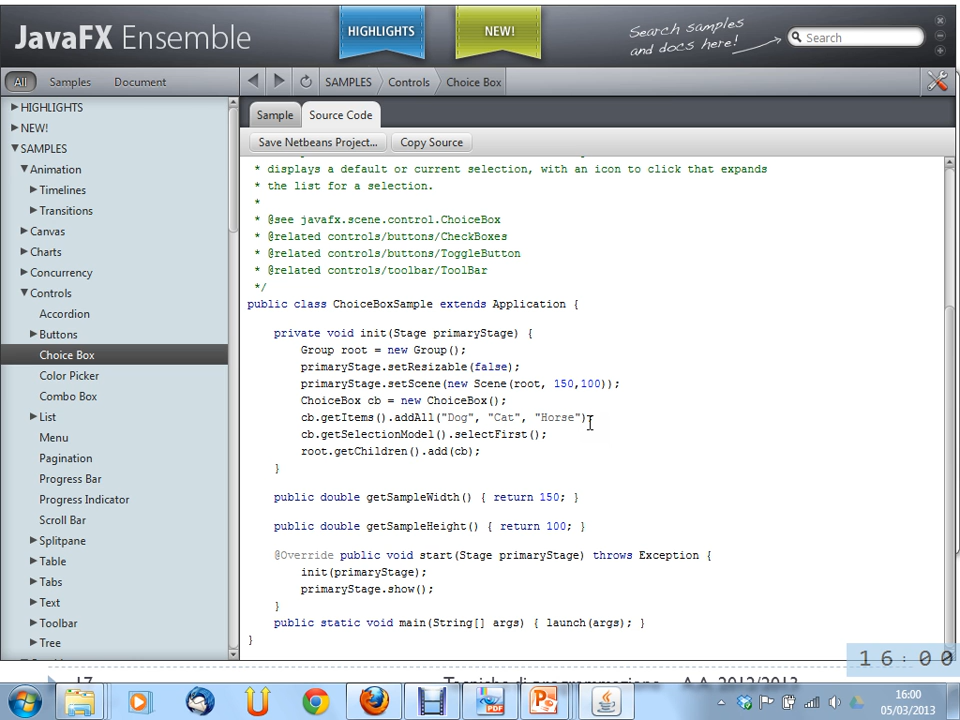 JavaFX Ensemble
HIGHLIGHTS
NEW!
Search samples
and docs here!
Search
All
Samples
Document
SAMPLES
Controls
Choice Box
HIGHLIGHTS
NEW!
SAMPLES
Animation
Timelines
Transitions
Canvas
Charts
Concurrency
Controls
Accordion
Buttons
Choice Box
Color Picker
Combo Box
List
Menu
Pagination
Progress Bar
Progress Indicator
Scroll Bar
Splitpane
Table
Tabs
Text
Toolbar
Tree
Sample
Source Code
Save Netbeans Project...
Copy Source
* displays a default or current selection, with an icon to click that expands
* the list for a selection.
*
* @see javafx.scene.control.ChoiceBox
* @related controls/buttons/CheckBoxes
* @related controls/buttons/ToggleButton
* @related controls/toolbar/ToolBar
*/
public class ChoiceBoxSample extends Application {
private void init(Stage primaryStage) {
Group root = new Group();
primaryStage.setResizable(false);
primaryStage.setScene(new Scene(root, 150,100));
ChoiceBox cb = new ChoiceBox();
cb.getItems().addAll("Dog", "Cat", "Horse");
cb.getSelectionModel().selectFirst();
root.getChildren().add(cb);
}
public double getSampleWidth() { return 150; }
public double getSampleHeight() { return 100; }
@Override public void start(Stage primaryStage) throws Exception {
init(primaryStage);
primaryStage.show();
}
public static void main(String[] args) { launch(args); }
}
16:00
17
Tecniche di programmazione A.A. 2012/2013
PDF
16:00
05/03/2013